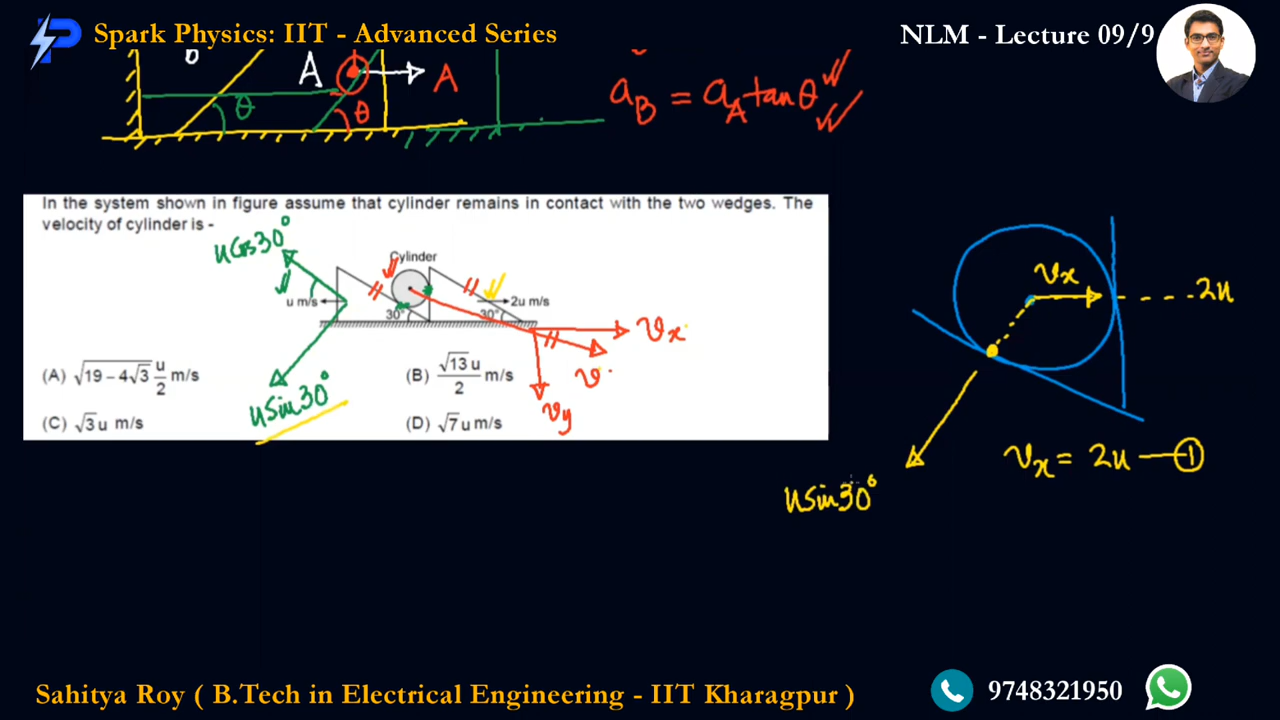 Spark Physics: IIT - Advanced Series
NLM - Lecture 09/9
A
A
θ
θ
a_B = a_A tanθ
In the system shown in figure assume that cylinder remains in contact with the two wedges. The
velocity of cylinder is -
u cos30°
Cylinder
u m/s
2u m/s
30°
30°
v_x
v
v_y
u sin30°
(A) √(19 – 4√3) u/2 m/s
(B) √13u/2 m/s
(C) √3u m/s
(D) √7u m/s
v_x
2u
v_x = 2u —①
u sin30°
Sahitya Roy ( B.Tech in Electrical Engineering - IIT Kharagpur )
9748321950